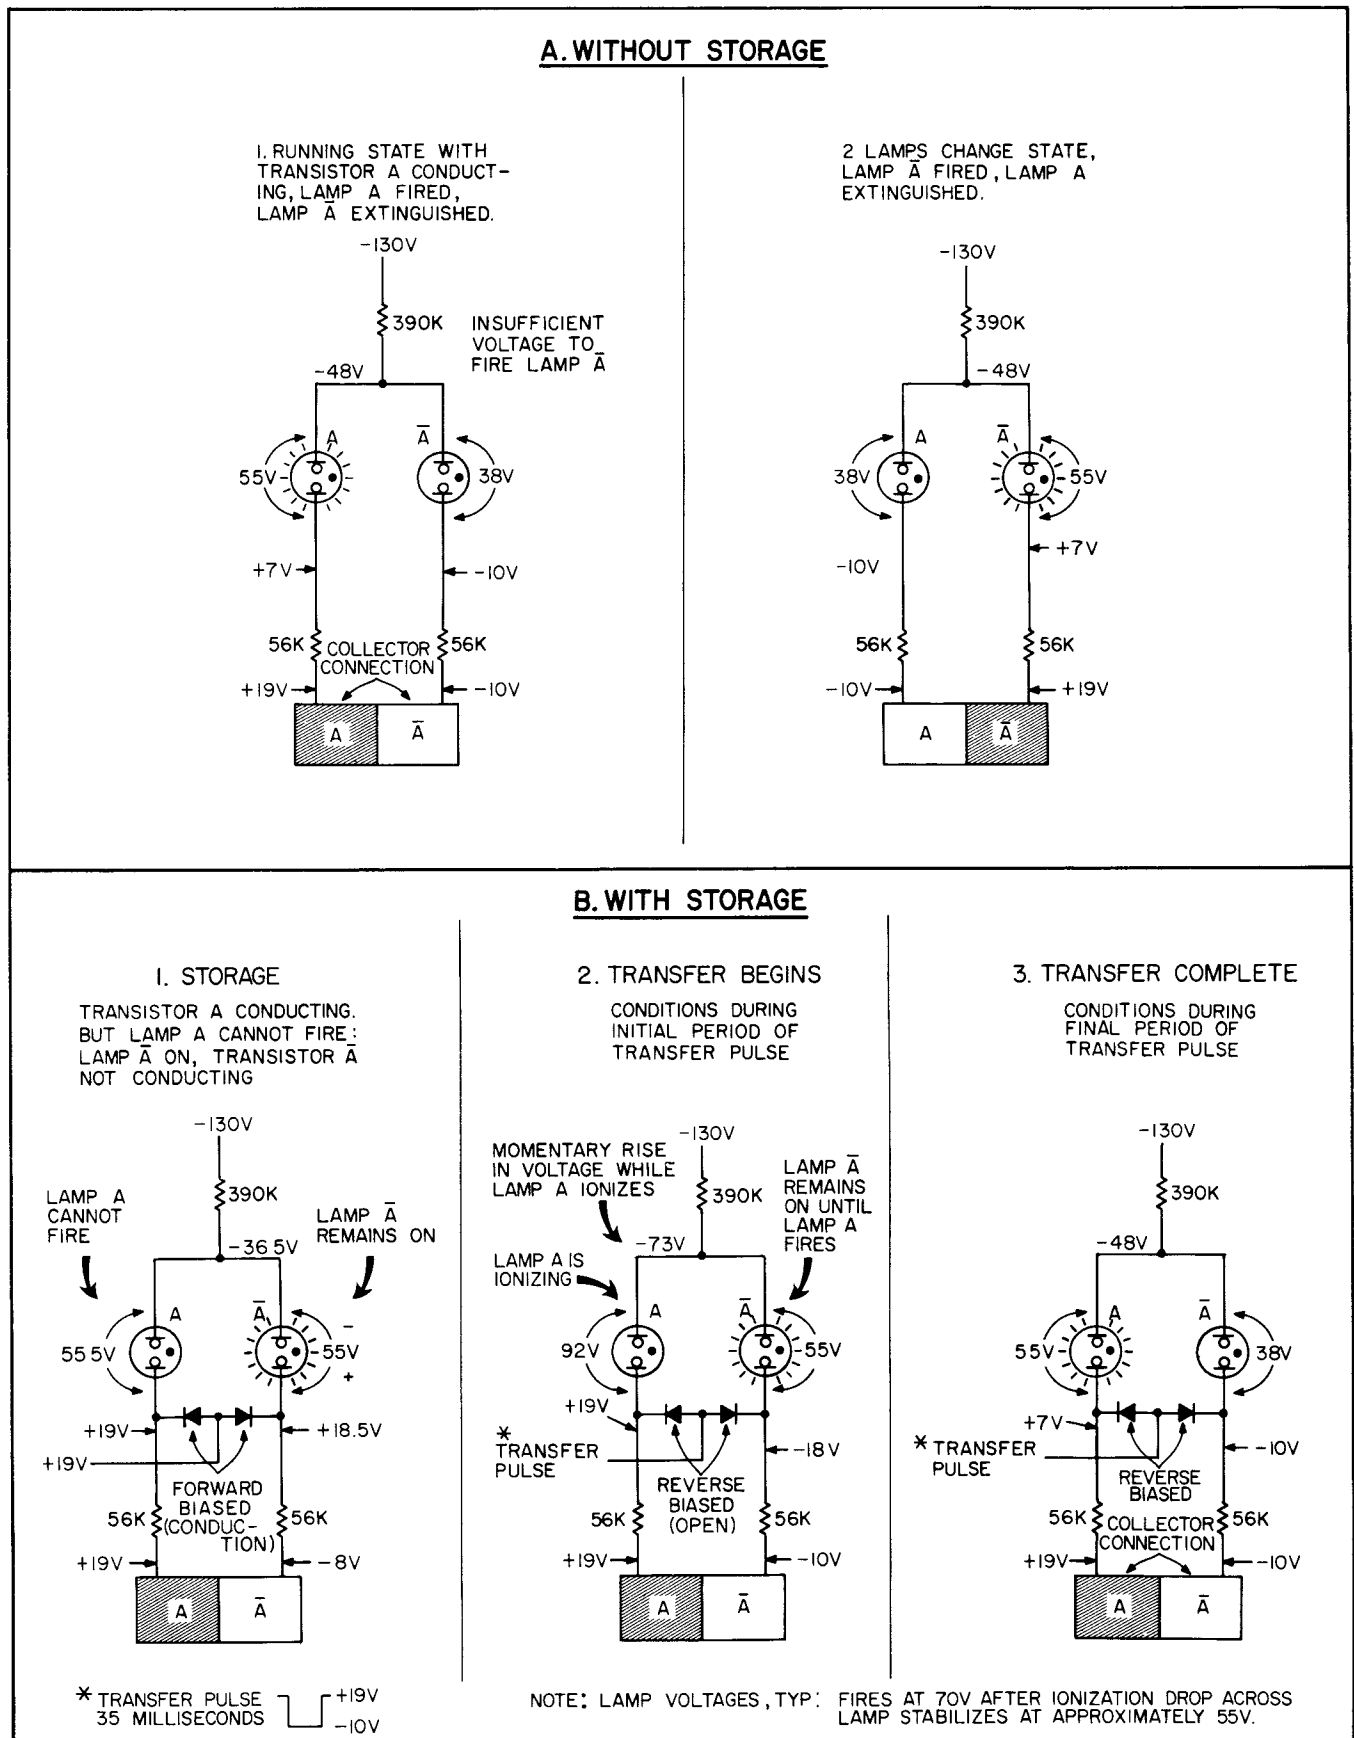 A. WITHOUT STORAGE
1. RUNNING STATE WITH
TRANSISTOR A CONDUCT-
ING, LAMP A FIRED,
LAMP Ā EXTINGUISHED.
-130V
390K
INSUFFICIENT
VOLTAGE TO
FIRE LAMP Ā
-48V
A
Ā
55V
38V
+7V
-10V
56K
COLLECTOR
CONNECTION
56K
+19V
-10V
A
Ā
2 LAMPS CHANGE STATE,
LAMP Ā FIRED, LAMP A
EXTINGUISHED.
-130V
390K
-48V
A
Ā
38V
55V
+7V
-10V
56K
56K
-10V
+19V
A
Ā
B. WITH STORAGE
1. STORAGE
TRANSISTOR A CONDUCTING.
BUT LAMP A CANNOT FIRE:
LAMP Ā ON, TRANSISTOR Ā
NOT CONDUCTING
-130V
390K
LAMP A
CANNOT
FIRE
LAMP Ā
REMAINS ON
-36 5V
A
Ā
-
55 5V
55V
+
+19V
+18.5V
+19V
FORWARD
BIASED
(CONDUC-
TION)
56K
56K
+19V
-8V
A
Ā
* TRANSFER PULSE
35 MILLISECONDS
+19V
-10V
2. TRANSFER BEGINS
CONDITIONS DURING
INITIAL PERIOD OF
TRANSFER PULSE
-130V
MOMENTARY RISE
IN VOLTAGE WHILE
LAMP A IONIZES
390K
LAMP Ā
REMAINS
ON UNTIL
LAMP A
FIRES
-73V
LAMP A IS
IONIZING
A
Ā
92V
55V
+19V
* TRANSFER
PULSE
-18V
REVERSE
BIASED
(OPEN)
56K
56K
+19V
-10V
A
Ā
3. TRANSFER COMPLETE
CONDITIONS DURING
FINAL PERIOD OF
TRANSFER PULSE
-130V
390K
-48V
A
Ā
55V
38V
+7V
* TRANSFER
PULSE
-10V
REVERSE
BIASED
56K
COLLECTOR
CONNECTION
56K
+19V
-10V
A
Ā
NOTE: LAMP VOLTAGES, TYP: FIRES AT 70V AFTER IONIZATION DROP ACROSS
LAMP STABILIZES AT APPROXIMATELY 55V.